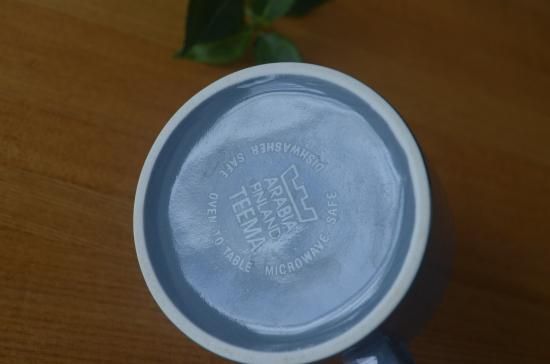 ARABIA
FINLAND
TEEMA
OVEN TO TABLE MICROWAVE SAFE DISHWASHER SAFE